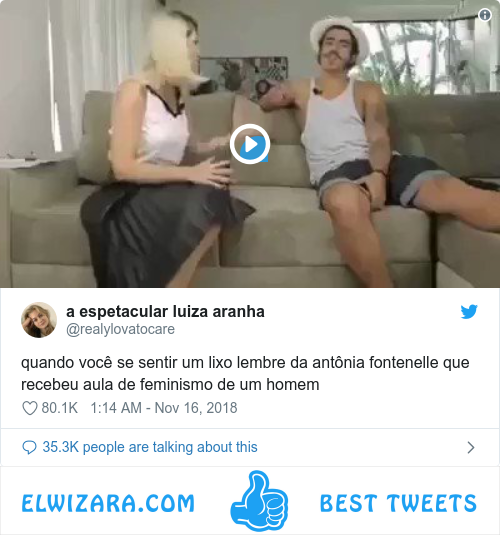 a espetacular luiza aranha
@realylovatocare
quando você se sentir um lixo lembre da antônia fontenelle que
recebeu aula de feminismo de um homem
80.1K 1:14 AM - Nov 16, 2018
35.3K people are talking about this
ELWIZARA.COM BEST TWEETS